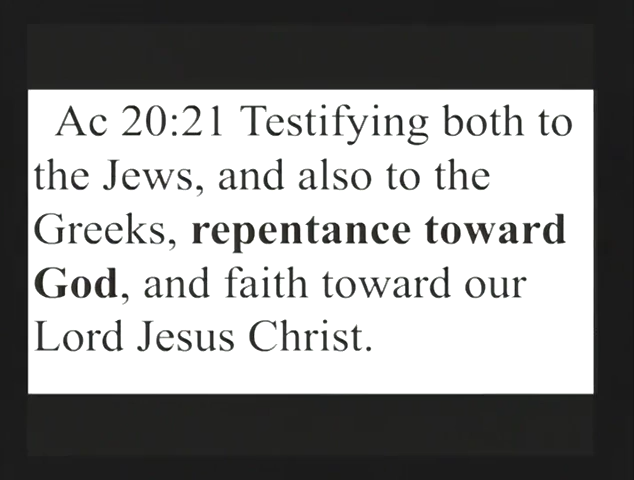 Ac 20:21 Testifying both to
the Jews, and also to the
Greeks, repentance toward
God, and faith toward our
Lord Jesus Christ.